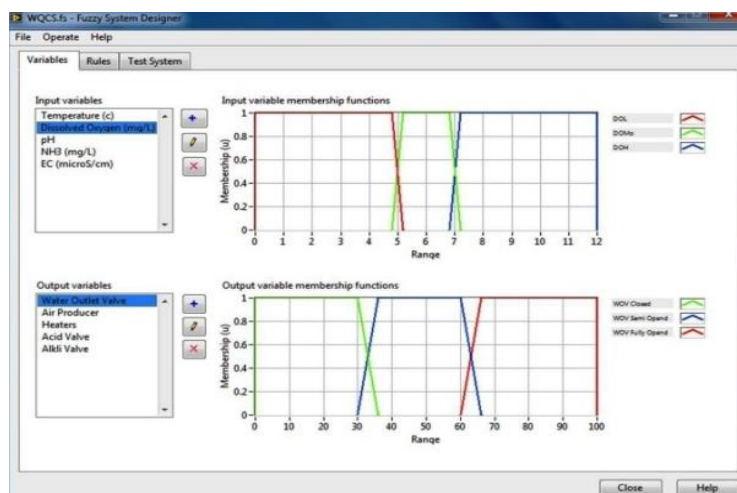 WQCS.fs - Fuzzy System Designer
File Operate Help
Variables Rules Test System
Input variables
Temperature (c)
Dissolved Oxygen (mg/L)
pH
NH3 (mg/L)
EC (microS/cm)
Input variable membership functions
Membership (u)
1
0.8
0.6
0.4
0.2
0
0 1 2 3 4 5 6 7 8 9 10 11 12
Range
DOL
DOMo
DOH
Output variables
Water Outlet Valve
Air Producer
Heaters
Acid Valve
Alkli Valve
Output variable membership functions
Membership (u)
1
0.8
0.6
0.4
0.2
0
0 10 20 30 40 50 60 70 80 90 100
Range
WOV Closed
WOV Semi Opend
WOV Fully Opend
Close Help